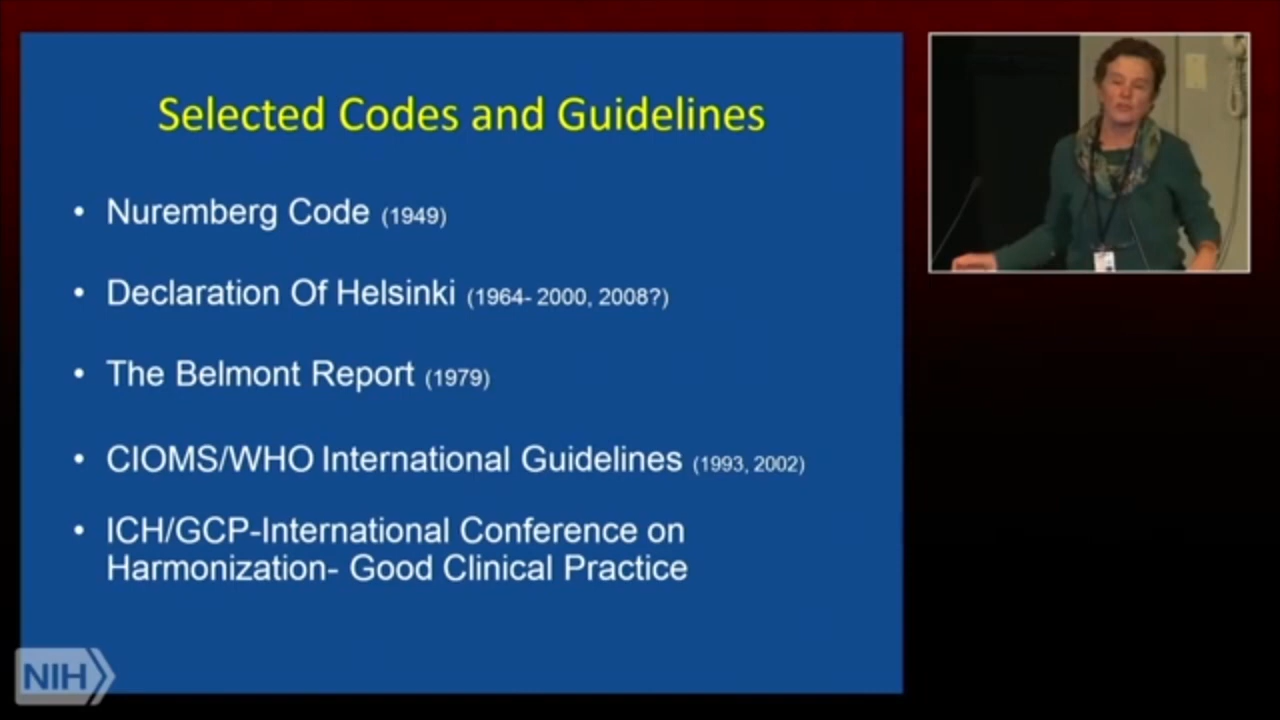 Selected Codes and Guidelines
• Nuremberg Code (1949)
• Declaration Of Helsinki (1964- 2000, 2008?)
• The Belmont Report (1979)
• CIOMS/WHO International Guidelines (1993, 2002)
• ICH/GCP-International Conference on
Harmonization- Good Clinical Practice
NIH